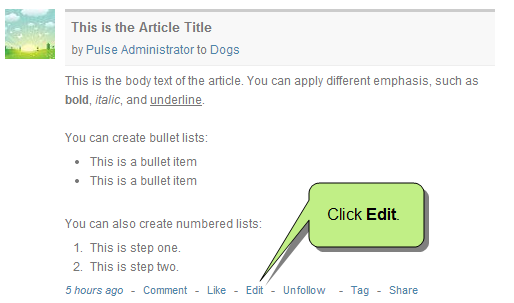 This is the Article Title
by Pulse Administrator to Dogs
This is the body text of the article. You can apply different emphasis, such as
bold, italic, and underline.
You can create bullet lists:
• This is a bullet item
• This is a bullet item
You can also create numbered lists:
1. This is step one.
2. This is step two.
Click Edit.
5 hours ago - Comment - Like - Edit - Unfollow - Tag - Share